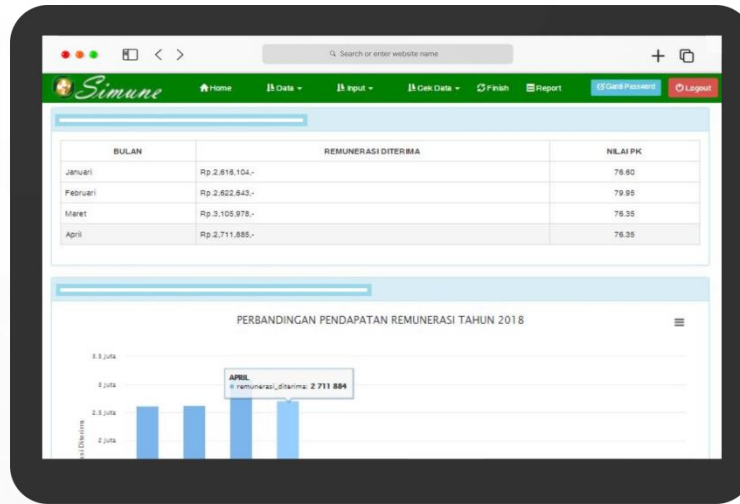 Search or enter website name
Simune
Home
Data
Input
Cek Data
Finish
Report
Ganti Password
Logout
BULAN REMUNERASI DITERIMA NILAI PK
Januari Rp.2,616,104,- 76.60
Februari Rp.2,622,643,- 79.95
Maret Rp.3,105,978,- 76.35
April Rp.2,711,885,- 76.35
PERBANDINGAN PENDAPATAN REMUNERASI TAHUN 2018
3.5 juta
3 juta
2.5 juta
2 juta
APRIL
remunerasi_diterima: 2 711 884
Diterima